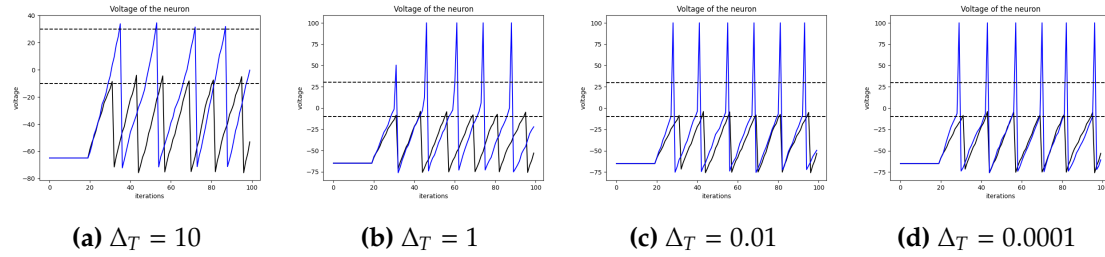 Voltage of the neuron
40
20
0
−20
−40
−60
−80
voltage
0 20 40 60 80 100
iterations
(a) Δ_T = 10
Voltage of the neuron
100
75
50
25
0
−25
−50
−75
voltage
0 20 40 60 80 100
iterations
(b) Δ_T = 1
Voltage of the neuron
100
75
50
25
0
−25
−50
−75
voltage
0 20 40 60 80 100
iterations
(c) Δ_T = 0.01
Voltage of the neuron
100
75
50
25
0
−25
−50
−75
voltage
0 20 40 60 80 100
iterations
(d) Δ_T = 0.0001